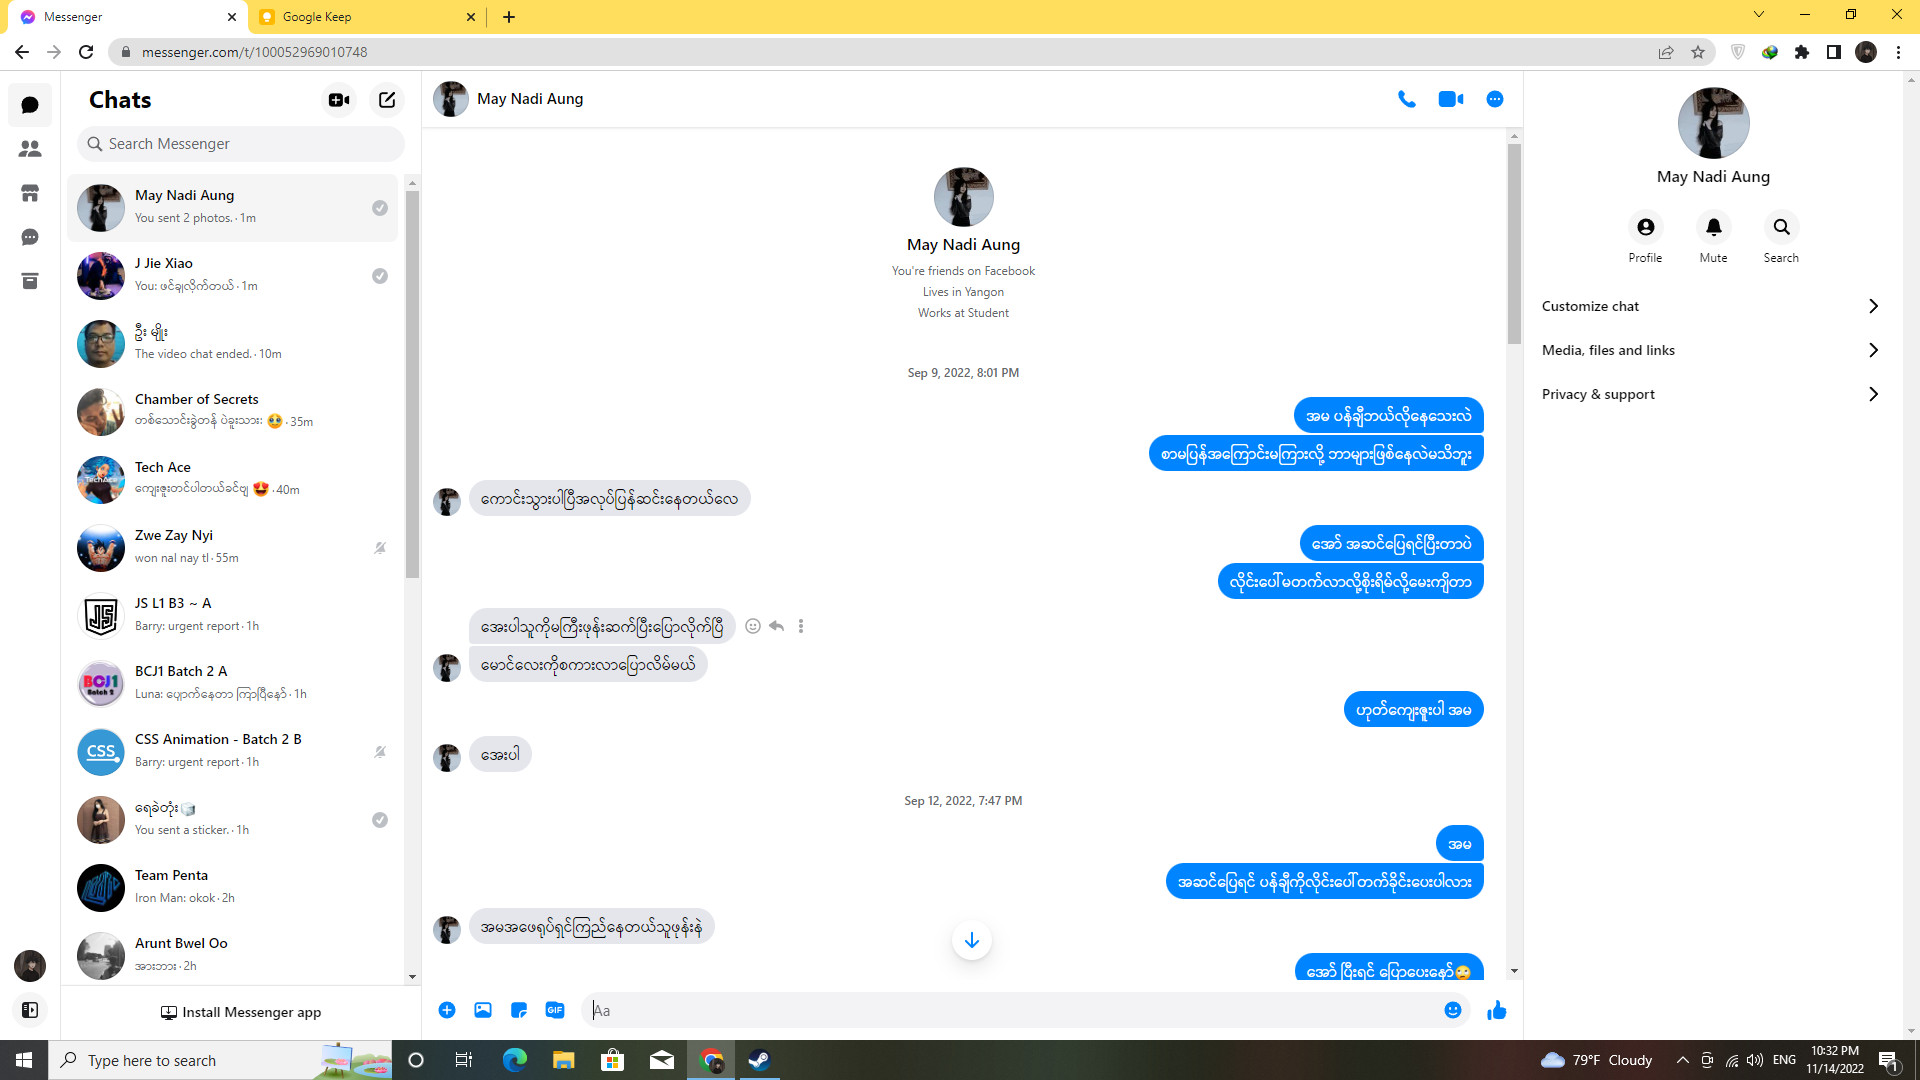 Messenger
Google Keep
messenger.com/t/100052969010748
Chats
Search Messenger
May Nadi Aung
You sent 2 photos. · 1m
J Jie Xiao
You: ဖင်ချလိုက်တယ် · 1m
ဦး မျိုး
The video chat ended. · 10m
Chamber of Secrets
တစ်သောင်းခွဲတန် ပဲခူးသား: 🥹 · 35m
Tech Ace
ကျေးဇူးတင်ပါတယ်ခင်ဗျ 😍 · 40m
Zwe Zay Nyi
won nal nay tl · 55m
JS L1 B3 ~ A
Barry: urgent report · 1h
BCJ1 Batch 2 A
Luna: ပျောက်နေတာ ကြာပြီနော် · 1h
CSS Animation - Batch 2 B
Barry: urgent report · 1h
ရေခဲတုံး🧊
You sent a sticker. · 1h
Team Penta
Iron Man: okok · 2h
Arunt Bwel Oo
အားဘား · 2h
Install Messenger app
May Nadi Aung
May Nadi Aung
You're friends on Facebook
Lives in Yangon
Works at Student
Sep 9, 2022, 8:01 PM
အမ ပန်ချီဘယ်လိုနေသေးလဲ
စာမပြန်အကြောင်းမကြားလို့ ဘာများဖြစ်နေလဲမသိဘူး
ကောင်းသွားပါပြီအလုပ်ပြန်ဆင်းနေတယ်လေ
အော် အဆင်ပြေရင်ပြီးတာပဲ
လိုင်းပေါ်မတက်လာလို့စိုးရိမ်လို့မေးကျိတာ
အေးပါသူကိုမကြီးဖုန်းဆက်ပြီးပြောလိုက်ပြီ
မောင်လေးကိုစကားလာပြောလိမ်မယ်
ဟုတ်ကျေးဇူးပါ အမ
အေးပါ
Sep 12, 2022, 7:47 PM
အမ
အဆင်ပြေရင် ပန်ချီကိုလိုင်းပေါ်တက်ခိုင်းပေးပါလား
အမအဖေရုပ်ရှင်ကြည်နေတယ်သူဖုန်းနဲ
အော် ပြီးရင် ပြောပေးနော်🙄
Aa
GIF
May Nadi Aung
Profile
Mute
Search
Customize chat
Media, files and links
Privacy & support
Type here to search
79°F Cloudy
ENG
10:32 PM
11/14/2022
1